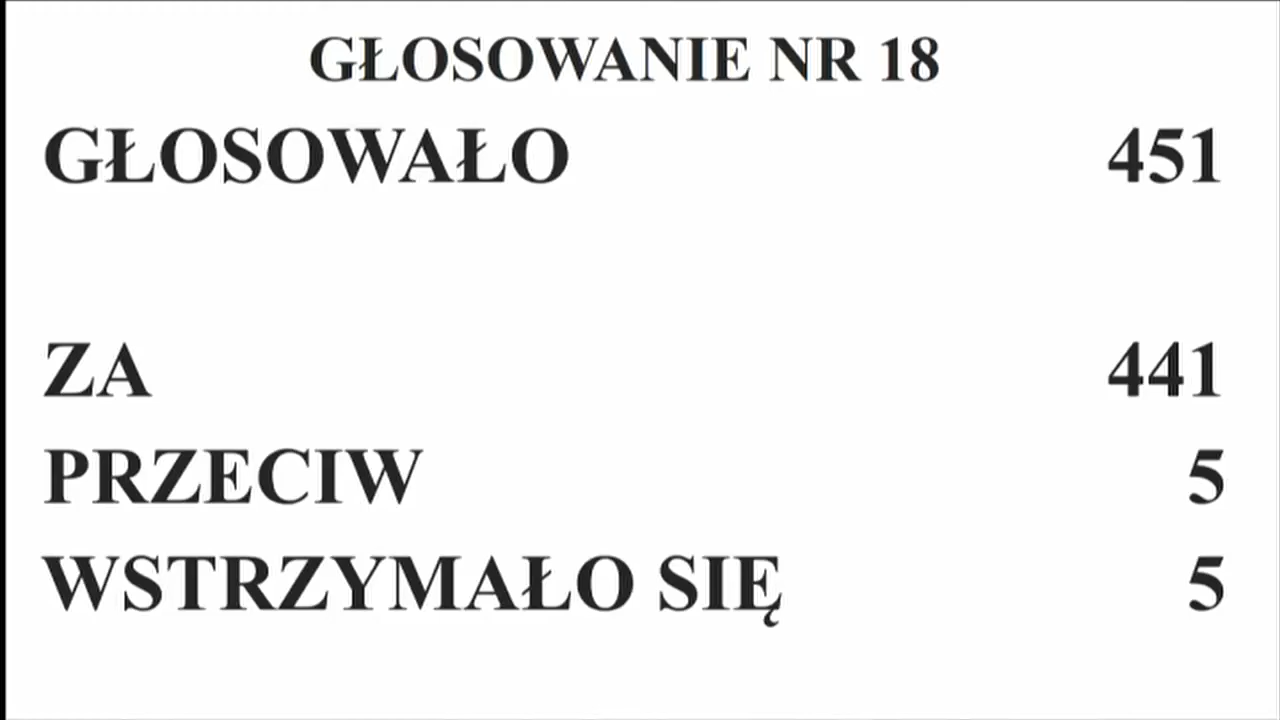 GŁOSOWANIE NR 18
GŁOSOWAŁO 451
ZA 441
PRZECIW 5
WSTRZYMAŁO SIĘ 5